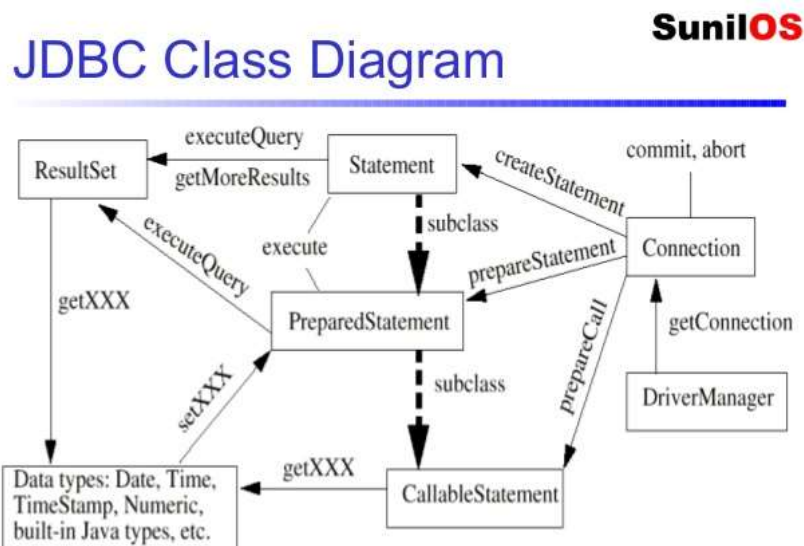 SunilOS
JDBC Class Diagram
executeQuery
commit, abort
ResultSet
Statement
createStatement
getMoreResults
subclass
executeQuery
execute
prepareStatement
Connection
getXXX
PreparedStatement
getConnection
setXXX
subclass
prepareCall
DriverManager
Data types: Date, Time,
TimeStamp, Numeric,
built-in Java types, etc.
getXXX
CallableStatement